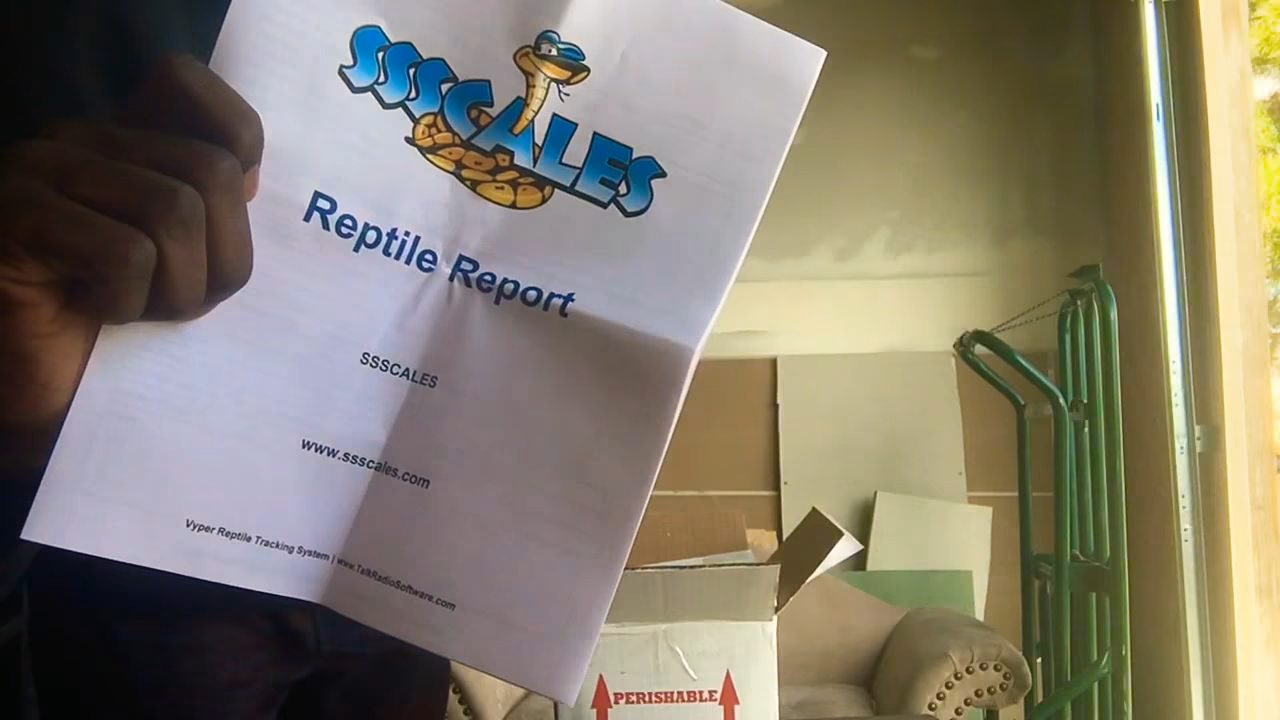 SSSCALES
Reptile Report
SSSCALES
www.ssscales.com
Vyper Reptile Tracking System | www.TalkRadioSoftware.com
PERISHABLE